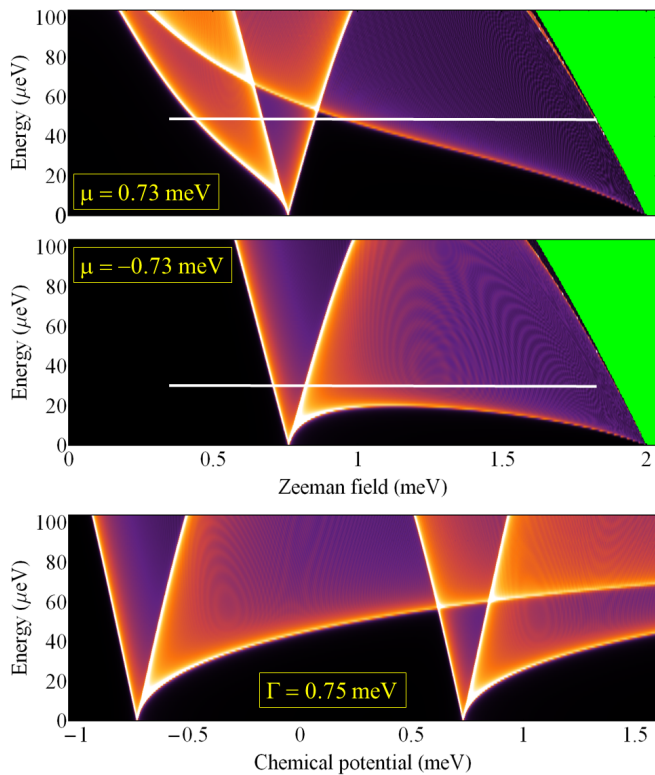 100
80
60
40
20
0
Energy (μeV)
μ = 0.73 meV
100
80
60
40
20
0
Energy (μeV)
μ = −0.73 meV
0 0.5 1 1.5 2
Zeeman field (meV)
100
80
60
40
20
0
Energy (μeV)
Γ = 0.75 meV
−1 −0.5 0 0.5 1 1.5
Chemical potential (meV)